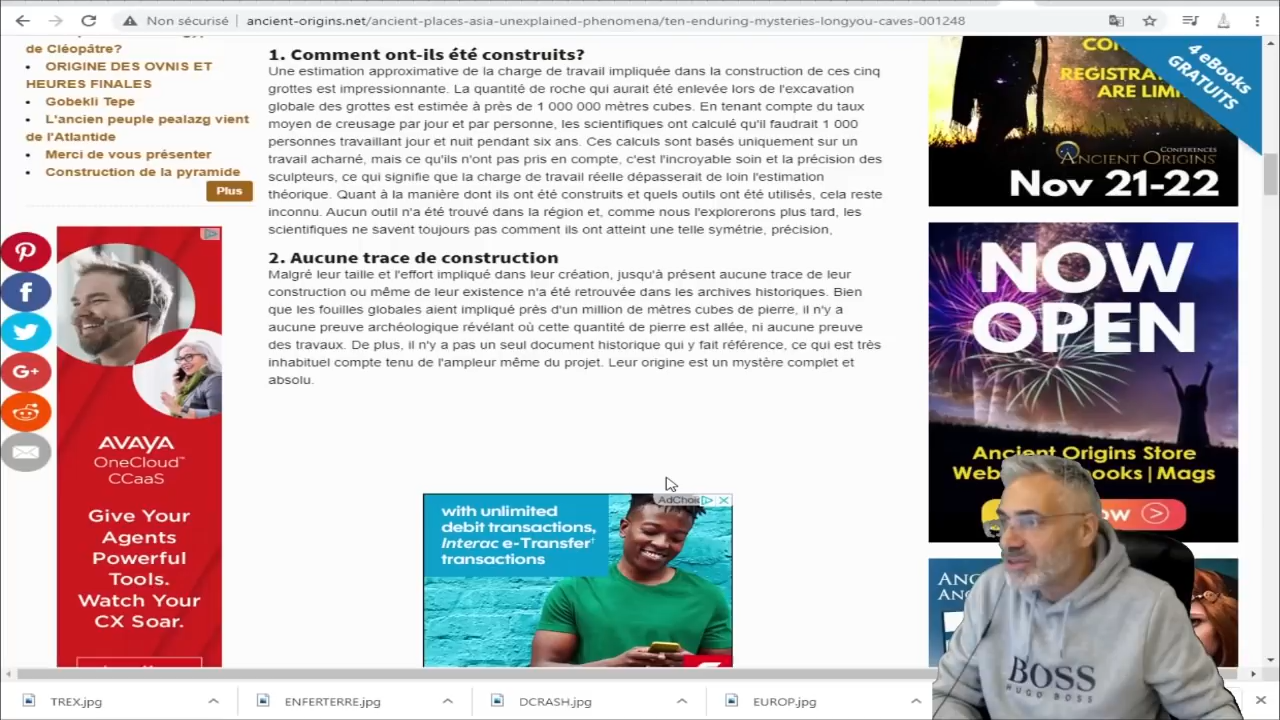 Non sécurisé
ancient-origins.net/ancient-places-asia-unexplained-phenomena/ten-enduring-mysteries-longyou-caves-001248
de Cléopâtre?
ORIGINE DES OVNIS ET
HEURES FINALES
Gobekli Tepe
L'ancien peuple pealazg vient
de l'Atlantide
Merci de vous présenter
Construction de la pyramide
Plus
1. Comment ont-ils été construits?
Une estimation approximative de la charge de travail impliquée dans la construction de ces cinq
grottes est impressionnante. La quantité de roche qui aurait été enlevée lors de l'excavation
globale des grottes est estimée à près de 1 000 000 mètres cubes. En tenant compte du taux
moyen de creusage par jour et par personne, les scientifiques ont calculé qu'il faudrait 1 000
personnes travaillant jour et nuit pendant six ans. Ces calculs sont basés uniquement sur un
travail acharné, mais ce qu'ils n'ont pas pris en compte, c'est l'incroyable soin et la précision des
sculpteurs, ce qui signifie que la charge de travail réelle dépasserait de loin l'estimation
théorique. Quant à la manière dont ils ont été construits et quels outils ont été utilisés, cela reste
inconnu. Aucun outil n'a été trouvé dans la région et, comme nous l'explorerons plus tard, les
scientifiques ne savent toujours pas comment ils ont atteint une telle symétrie, précision,
2. Aucune trace de construction
Malgré leur taille et l'effort impliqué dans leur création, jusqu'à présent aucune trace de leur
construction ou même de leur existence n'a été retrouvée dans les archives historiques. Bien
que les fouilles globales aient impliqué près d'un million de mètres cubes de pierre, il n'y a
aucune preuve archéologique révélant où cette quantité de pierre est allée, ni aucune preuve
des travaux. De plus, il n'y a pas un seul document historique qui y fait référence, ce qui est très
inhabituel compte tenu de l'ampleur même du projet. Leur origine est un mystère complet et
absolu.
AVAYA
OneCloud™
CCaaS
Give Your
Agents
Powerful
Tools.
Watch Your
CX Soar.
with unlimited
debit transactions,
Interac e-Transfer†
transactions
REGISTRA
ARE LIM
4 eBooks
GRATUITS
CONFERENCES
ANCIENT ORIGINS
Nov 21-22
NOW
OPEN
Ancient Origins Store
Mags
BOSS
HUGO BOSS
TREX.jpg
ENFERTERRE.jpg
DCRASH.jpg
EUROP.jpg